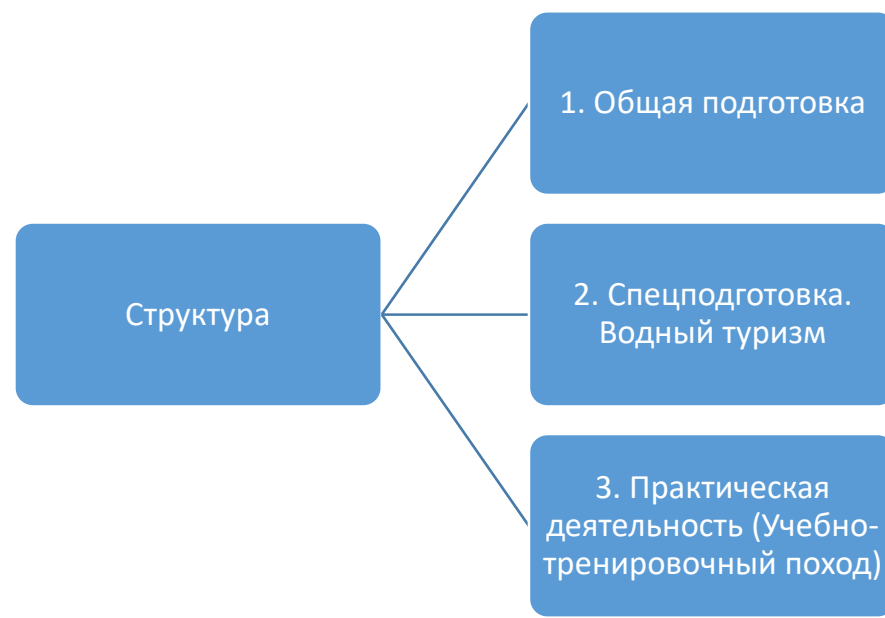 Структура
1. Общая подготовка
2. Спецподготовка.
Водный туризм
3. Практическая
деятельность (Учебно-
тренировочный поход)